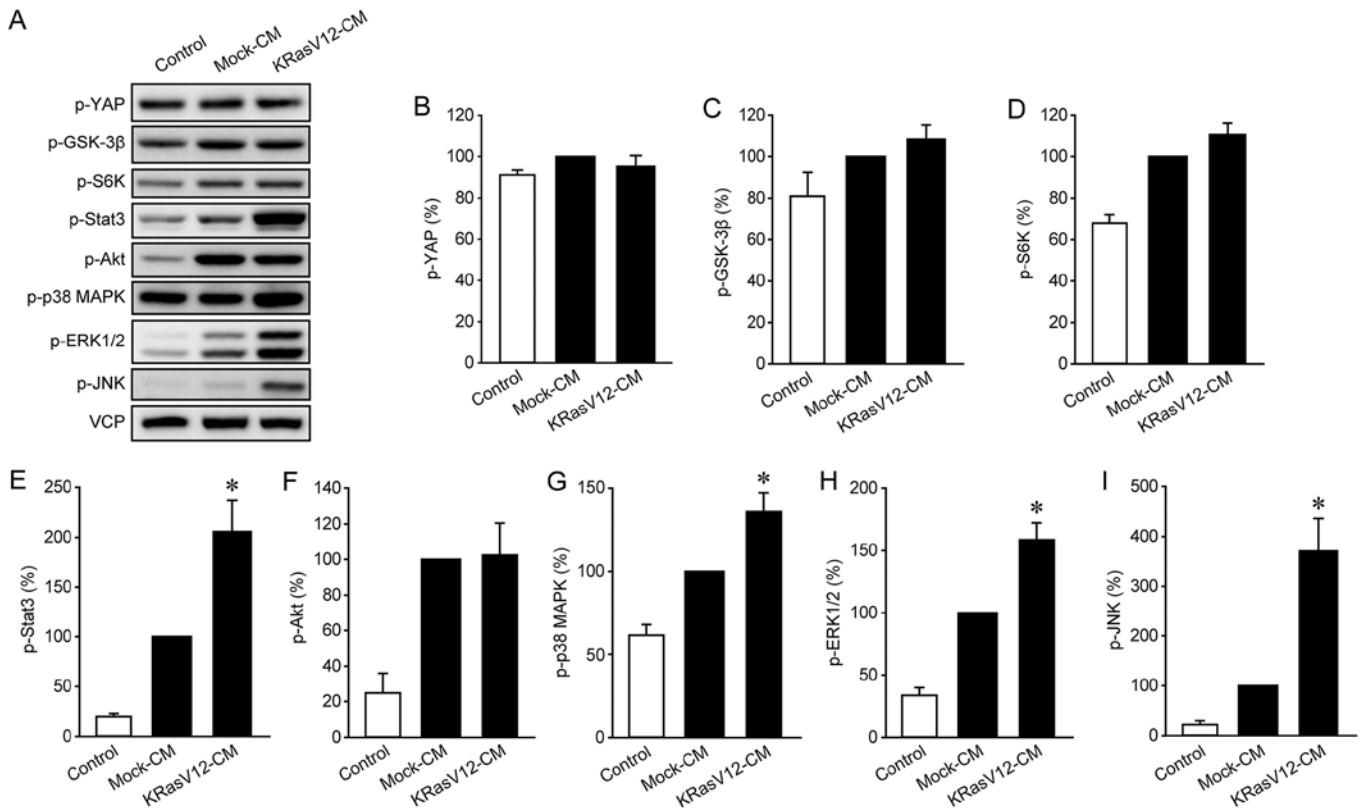 A
Control Mock-CM KRasV12-CM
p-YAP
p-GSK-3β
p-S6K
p-Stat3
p-Akt
p-p38 MAPK
p-ERK1/2
p-JNK
VCP
B
p-YAP (%)
120
100
80
60
40
20
0
Control Mock-CM KRasV12-CM
C
p-GSK-3β (%)
120
100
80
60
40
20
0
Control Mock-CM KRasV12-CM
D
p-S6K (%)
120
100
80
60
40
20
0
Control Mock-CM KRasV12-CM
E
p-Stat3 (%)
250
200
150
100
50
0
*
Control Mock-CM KRasV12-CM
F
p-Akt (%)
140
120
100
80
60
40
20
0
Control Mock-CM KRasV12-CM
G
p-p38 MAPK (%)
150
100
50
0
*
Control Mock-CM KRasV12-CM
H
p-ERK1/2 (%)
200
150
100
50
0
*
Control Mock-CM KRasV12-CM
I
p-JNK (%)
500
400
300
200
100
0
*
Control Mock-CM KRasV12-CM